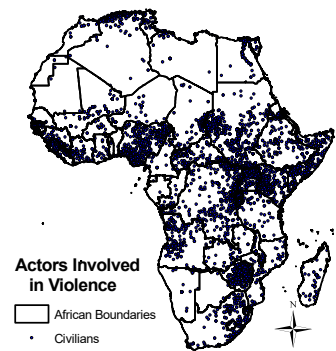 Actors Involved
in Violence
African Boundaries
Civilians
N